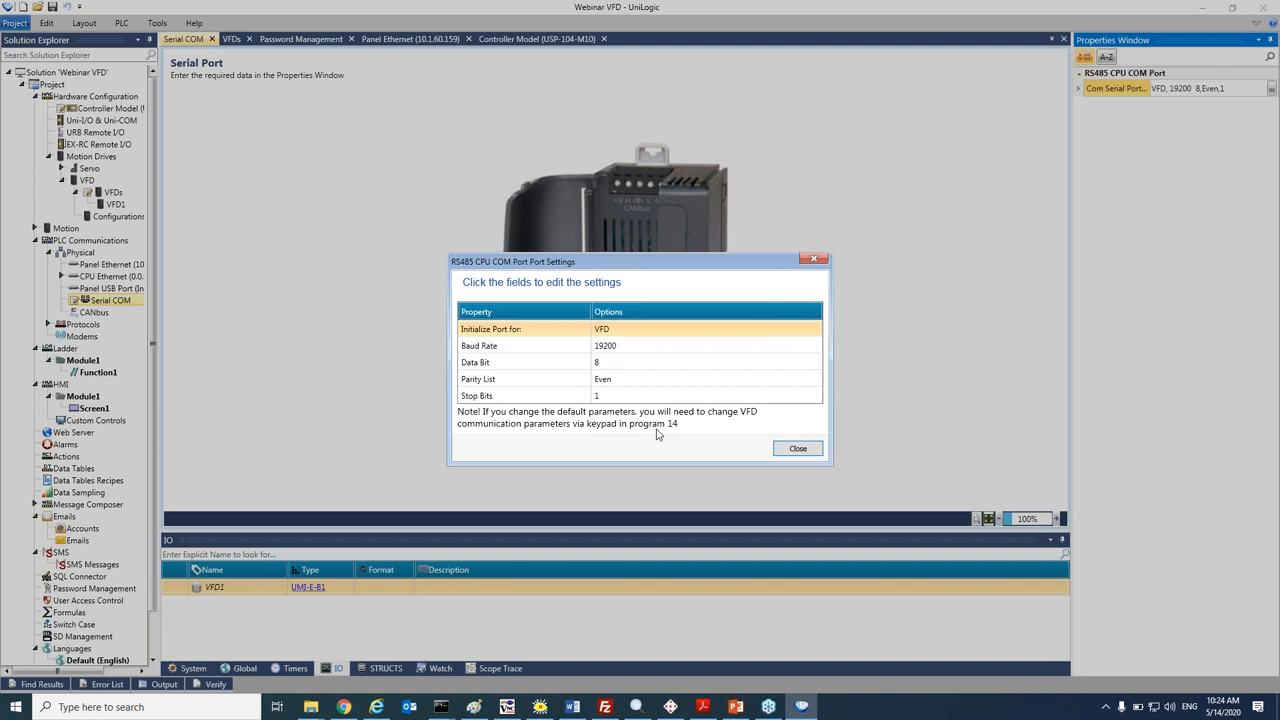 Webinar VFD - UniLogic
Project Edit Layout PLC Tools Help
Solution Explorer
Search Solution Explorer
Solution 'Webinar VFD'
Project
Hardware Configuration
Controller Model (
Uni-I/O & Uni-COM
URB Remote I/O
EX-RC Remote I/O
Motion Drives
Servo
VFD
VFDs
VFD1
Configurations
Motion
PLC Communications
Physical
Panel Ethernet (10
CPU Ethernet (0.0.
Panel USB Port (In
Serial COM
CANbus
Protocols
Modems
Ladder
Module1
Function1
HMI
Module1
Screen1
Custom Controls
Web Server
Alarms
Actions
Data Tables
Data Tables Recipes
Data Sampling
Message Composer
Emails
Accounts
Emails
SMS
SMS Messages
SQL Connector
Password Management
User Access Control
Formulas
Switch Case
SD Management
Languages
Default (English)
Serial COM VFDs Password Management Panel Ethernet (10.1.60.159) Controller Model (USP-104-M10)
Serial Port
Enter the required data in the Properties Window
CANbus
RS485 CPU COM Port Port Settings
Click the fields to edit the settings
Property Options
Initialize Port for: VFD
Baud Rate 19200
Data Bit 8
Parity List Even
Stop Bits 1
Note! If you change the default parameters, you will need to change VFD
communication parameters via keypad in program 14
Close
100%
IO
Enter Explicit Name to look for...
Name Type Format Description
VFD1 UMI-E-B1
System Global Timers IO STRUCTS Watch Scope Trace
Properties Window
A-Z
RS485 CPU COM Port
Com Serial Port... VFD, 19200 8,Even,1
Find Results Error List Output Verify
Type here to search
10:24 AM
5/14/2020